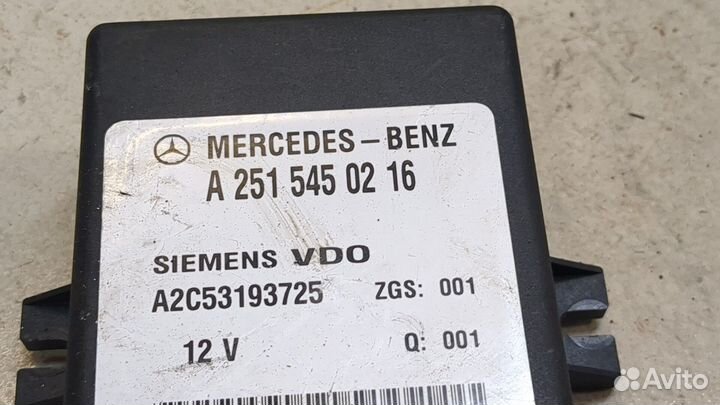 MERCEDES-BENZ
A 251 545 02 16
SIEMENS VDO
A2C53193725 ZGS: 001
12 V Q: 001
Avito